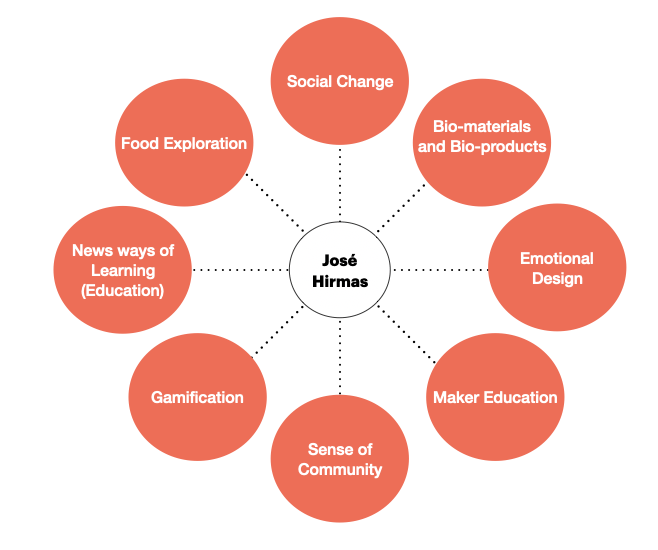 Social Change
Bio-materials
and Bio-products
Food Exploration
News ways of
Learning
(Education)
José
Hirmas
Emotional
Design
Gamification
Maker Education
Sense of
Community